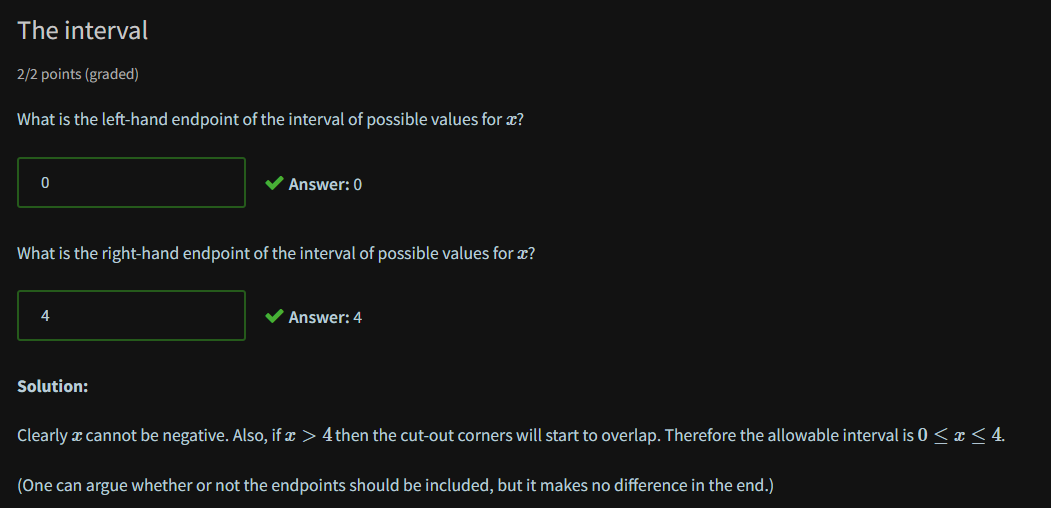 The interval
2/2 points (graded)
What is the left-hand endpoint of the interval of possible values for x?
0
Answer: 0
What is the right-hand endpoint of the interval of possible values for x?
4
Answer: 4
Solution:
Clearly x cannot be negative. Also, if x > 4 then the cut-out corners will start to overlap. Therefore the allowable interval is 0 ≤ x ≤ 4.
(One can argue whether or not the endpoints should be included, but it makes no difference in the end.)